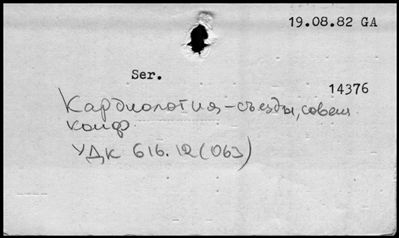 19.08.82 GA
Ser.
14376
Кардиология-съезды, совещ
конф
УДК 616.12(063)